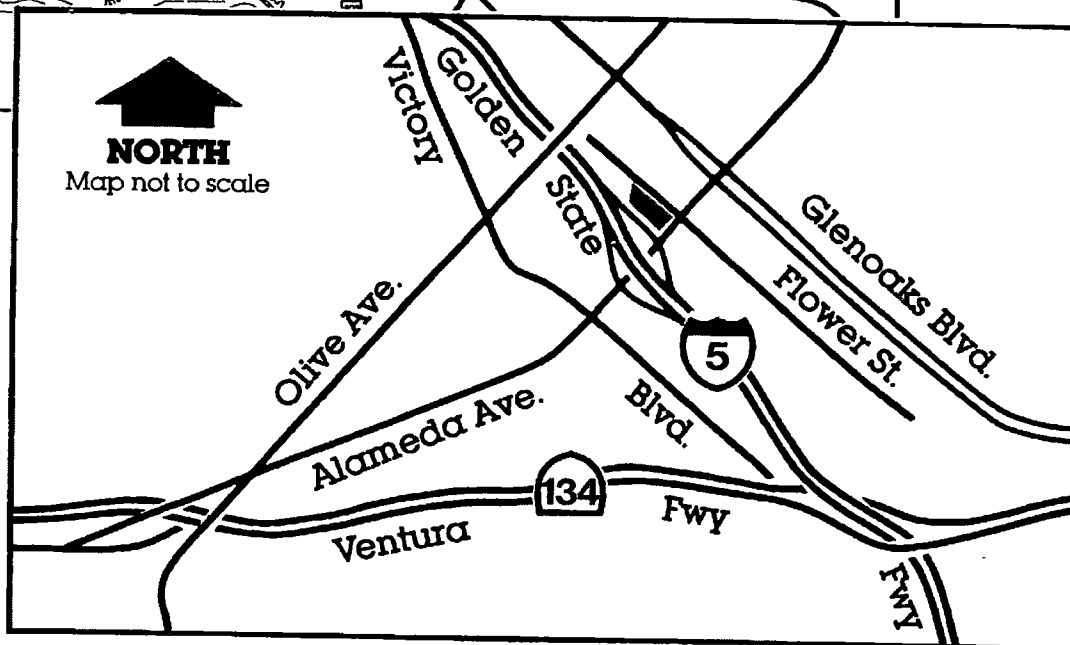 NORTH
Map not to scale
Victory
Golden
State
Glenoaks Blvd.
Flower St.
Olive Ave.
5
Alameda Ave.
Blvd.
134
Ventura
Fwy
Fwy